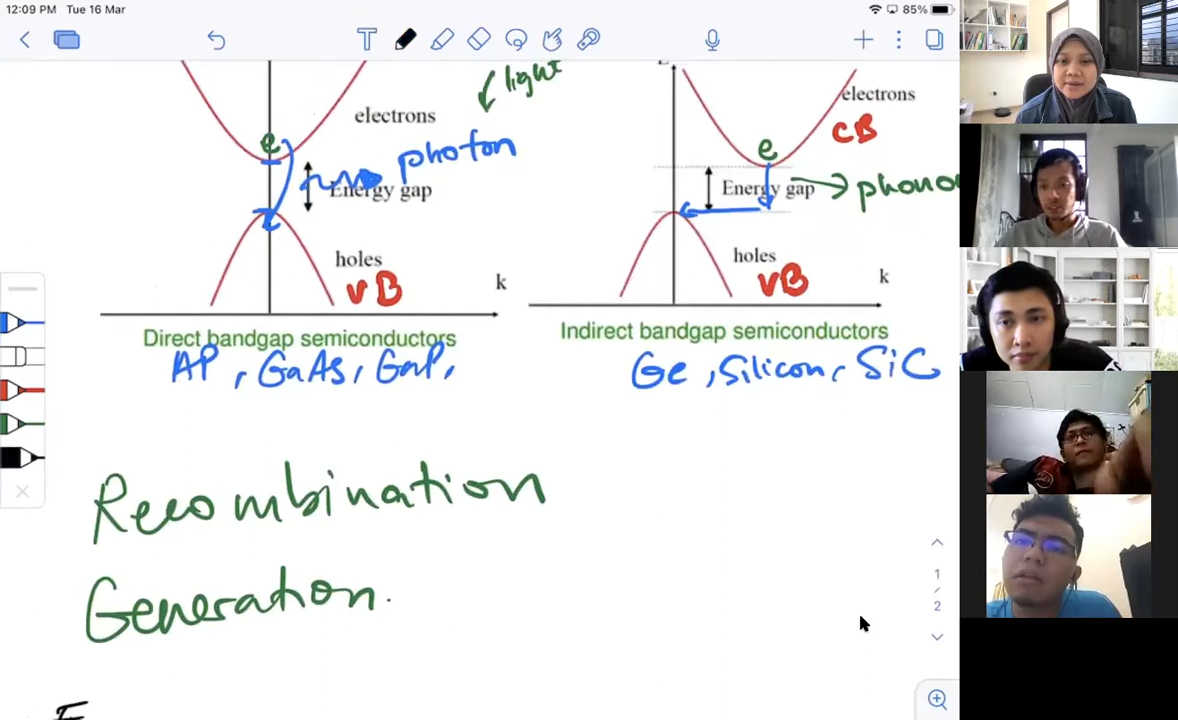 12:09 PM Tue 16 Mar
85%
T
light
electrons
electrons
CB
e
e
photon
Energy gap
Energy gap
phono
holes
holes
VB
VB
k
k
Direct bandgap semiconductors
Indirect bandgap semiconductors
AP, GaAs, GaP,
Ge, Silicon, SiC
Recombination
Generation.
1
/
2